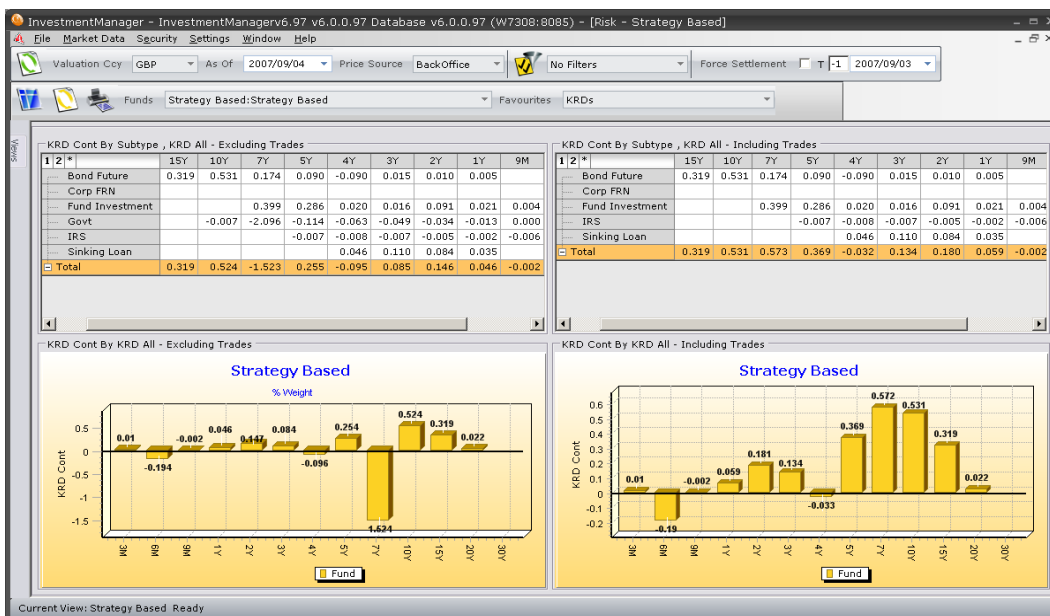 InvestmentManager - InvestmentManagerv6.97 v6.0.0.97 Database v6.0.0.97 (W7308:8085) - [Risk - Strategy Based]
File Market Data Security Settings Window Help
Valuation Ccy GBP As Of 2007/09/04 Price Source BackOffice No Filters Force Settlement T -1 2007/09/03
Funds Strategy Based:Strategy Based Favourites KRDs
Views
KRD Cont By Subtype , KRD All - Excluding Trades
1 2 * 15Y 10Y 7Y 5Y 4Y 3Y 2Y 1Y 9M
Bond Future 0.319 0.531 0.174 0.090 -0.090 0.015 0.010 0.005
Corp FRN
Fund Investment 0.399 0.286 0.020 0.016 0.091 0.021 0.004
Govt -0.007 -2.096 -0.114 -0.063 -0.049 -0.034 -0.013 0.000
IRS -0.007 -0.008 -0.007 -0.005 -0.002 -0.006
Sinking Loan 0.046 0.110 0.084 0.035
Total 0.319 0.524 -1.523 0.255 -0.095 0.085 0.146 0.046 -0.002
KRD Cont By Subtype , KRD All - Including Trades
1 2 * 15Y 10Y 7Y 5Y 4Y 3Y 2Y 1Y 9M
Bond Future 0.319 0.531 0.174 0.090 -0.090 0.015 0.010 0.005
Corp FRN
Fund Investment 0.399 0.286 0.020 0.016 0.091 0.021 0.004
IRS -0.007 -0.008 -0.007 -0.005 -0.002 -0.006
Sinking Loan 0.046 0.110 0.084 0.035
Total 0.319 0.531 0.573 0.369 -0.032 0.134 0.180 0.059 -0.002
KRD Cont By KRD All - Excluding Trades
Strategy Based
% Weight
KRD Cont
0.5
0
-0.5
-1
-1.5
0.01 -0.194 -0.002 0.046 0.147 0.084 -0.096 0.254 1.524 0.524 0.319 0.022
3M 6M 9M 1Y 2Y 3Y 4Y 5Y 7Y 10Y 15Y 20Y 30Y
Fund
KRD Cont By KRD All - Including Trades
Strategy Based
KRD Cont
0.6
0.5
0.4
0.3
0.2
0.1
0
-0.1
-0.2
0.01 -0.19 -0.002 0.059 0.181 0.134 -0.033 0.369 0.572 0.531 0.319 0.022
3M 6M 9M 1Y 2Y 3Y 4Y 5Y 7Y 10Y 15Y 20Y 30Y
Fund
Current View: Strategy Based Ready